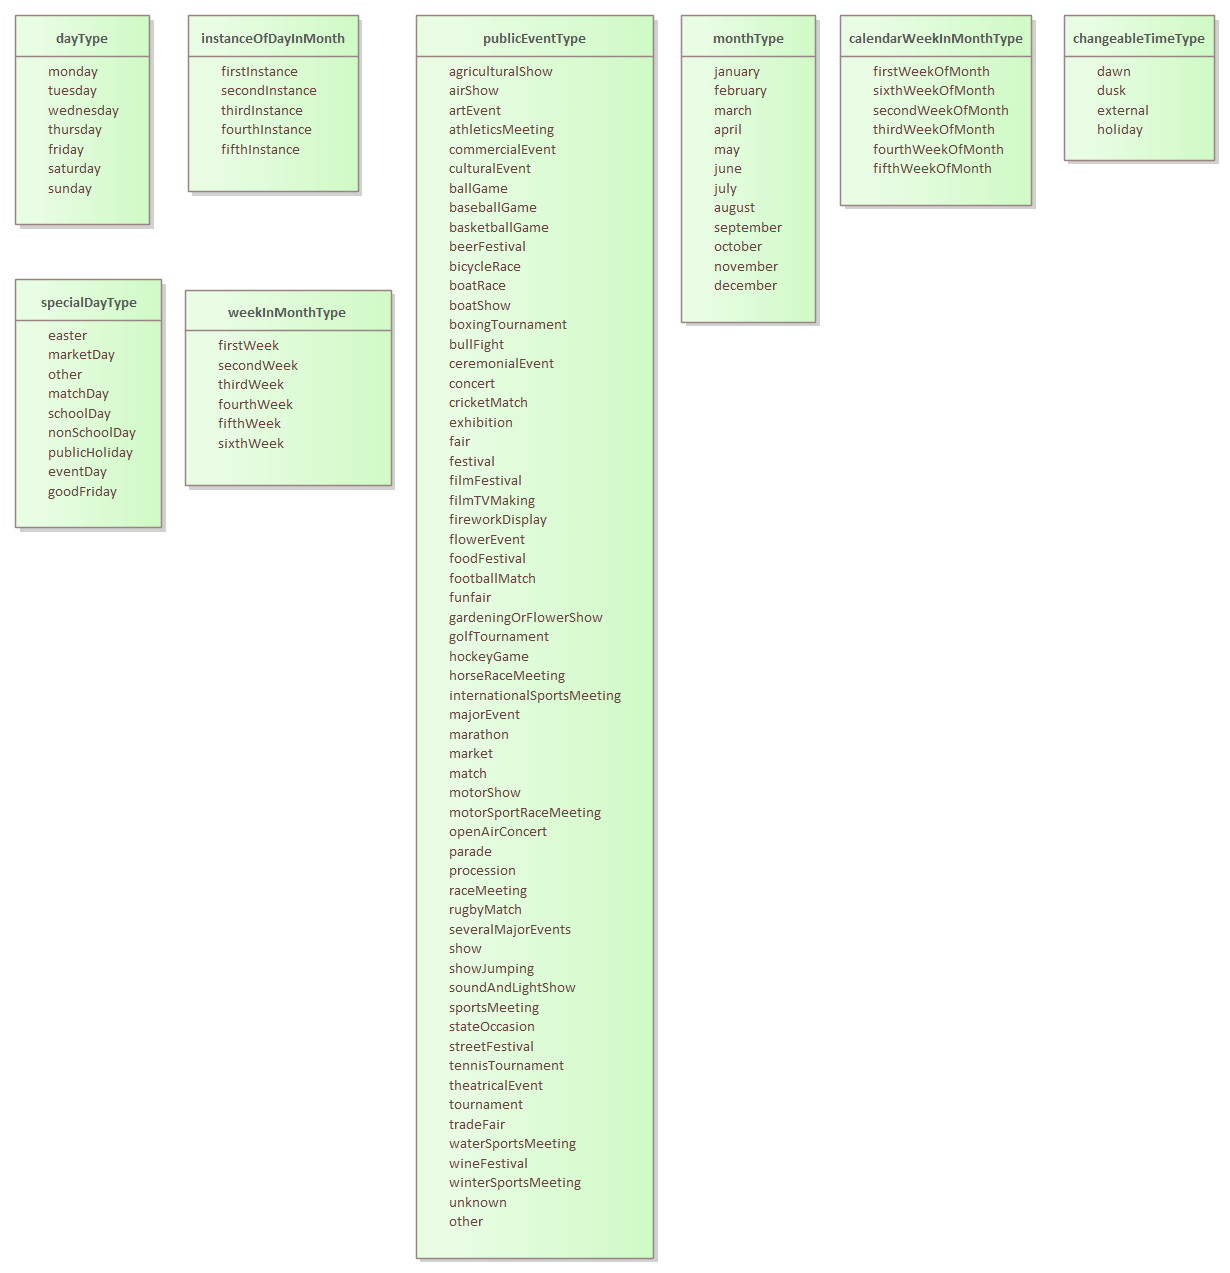 dayType
monday
tuesday
wednesday
thursday
friday
saturday
sunday
instanceOfDayInMonth
firstInstance
secondInstance
thirdInstance
fourthInstance
fifthInstance
publicEventType
agriculturalShow
airShow
artEvent
athleticsMeeting
commercialEvent
culturalEvent
ballGame
baseballGame
basketballGame
beerFestival
bicycleRace
boatRace
boatShow
boxingTournament
bullFight
ceremonialEvent
concert
cricketMatch
exhibition
fair
festival
filmFestival
filmTVMaking
fireworkDisplay
flowerEvent
foodFestival
footballMatch
funfair
gardeningOrFlowerShow
golfTournament
hockeyGame
horseRaceMeeting
internationalSportsMeeting
majorEvent
marathon
market
match
motorShow
motorSportRaceMeeting
openAirConcert
parade
procession
raceMeeting
rugbyMatch
severalMajorEvents
show
showJumping
soundAndLightShow
sportsMeeting
stateOccasion
streetFestival
tennisTournament
theatricalEvent
tournament
tradeFair
waterSportsMeeting
wineFestival
winterSportsMeeting
unknown
other
monthType
january
february
march
april
may
june
july
august
september
october
november
december
calendarWeekInMonthType
firstWeekOfMonth
sixthWeekOfMonth
secondWeekOfMonth
thirdWeekOfMonth
fourthWeekOfMonth
fifthWeekOfMonth
changeableTimeType
dawn
dusk
external
holiday
specialDayType
easter
marketDay
other
matchDay
schoolDay
nonSchoolDay
publicHoliday
eventDay
goodFriday
weekInMonthType
firstWeek
secondWeek
thirdWeek
fourthWeek
fifthWeek
sixthWeek